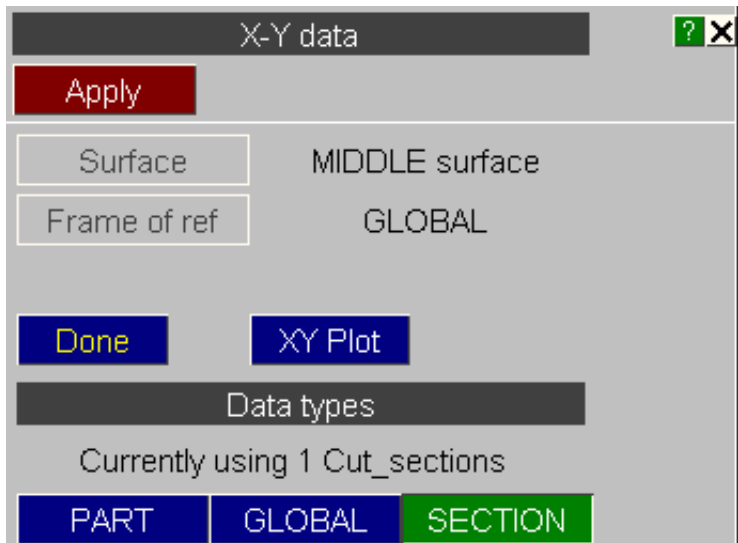 X-Y data ?
Apply
Surface MIDDLE surface
Frame of ref GLOBAL
Done XY Plot
Data types
Currently using 1 Cut_sections
PART GLOBAL SECTION